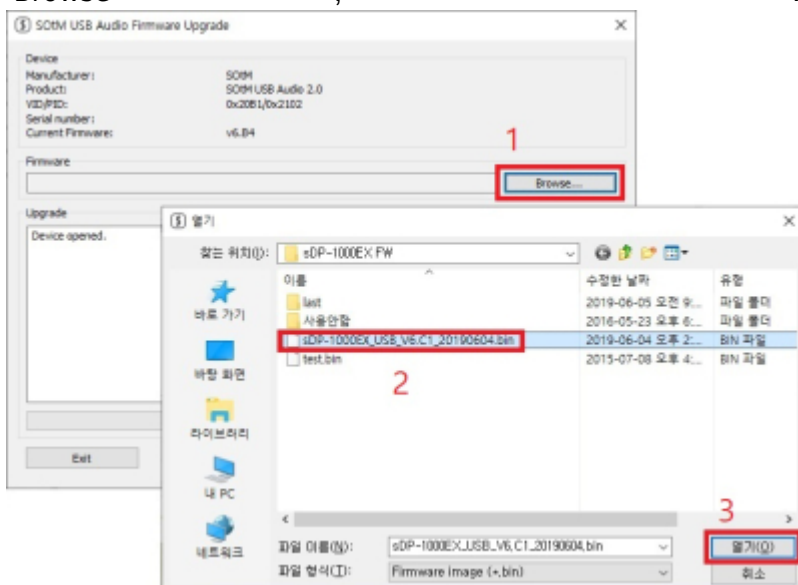 SOtM USB Audio Firmware Upgrade
Device
Manufacturer: SOtM
Product: SOtM USB Audio 2.0
VID/PID: 0x20B1/0x2102
Serial number:
Current Firmware: v6.B4
1
Firmware
Browse...
Upgrade
Device opened.
Exit
열기
찾는 위치(I): sDP-1000EX FW
이름 수정한 날짜 유형
last 2019-06-05 오전 9:... 파일 폴더
사용안함 2016-05-23 오후 6:... 파일 폴더
sDP-1000EX_USB_V6.C1_20190604.bin 2019-06-04 오후 2:... BIN 파일
test.bin 2015-07-08 오후 4:... BIN 파일
2
바로 가기
바탕 화면
라이브러리
내 PC
네트워크
3
파일 이름(N): sDP-1000EX_USB_V6.C1_20190604.bin 열기(O)
파일 형식(T): Firmware image (*.bin) 취소